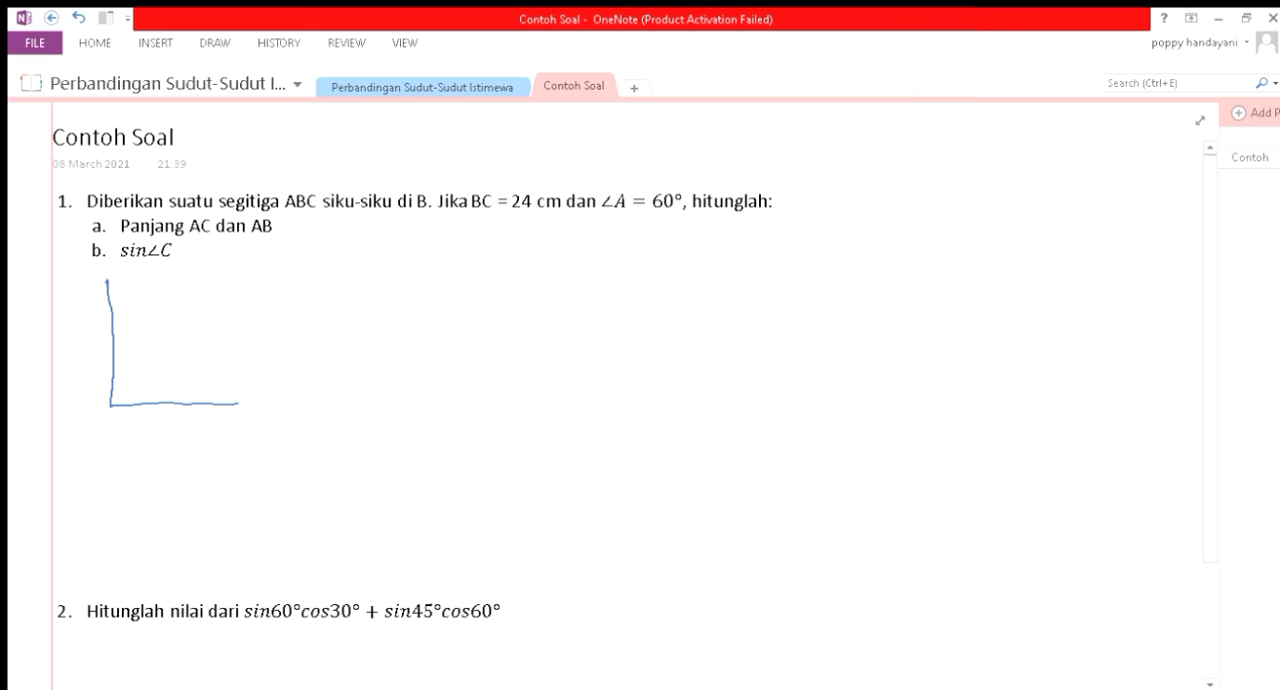 Contoh Soal - OneNote (Product Activation Failed)
?
FILE HOME INSERT DRAW HISTORY REVIEW VIEW
poppy handayani
Perbandingan Sudut-Sudut I...
Perbandingan Sudut-Sudut Istimewa
Contoh Soal
+
Search (Ctrl+E)
Add P
Contoh Soal
08 March 2021 21:39
Contoh
1. Diberikan suatu segitiga ABC siku-siku di B. Jika BC = 24 cm dan ∠A = 60°, hitunglah:
a. Panjang AC dan AB
b. sin∠C
2. Hitunglah nilai dari sin60°cos30° + sin45°cos60°